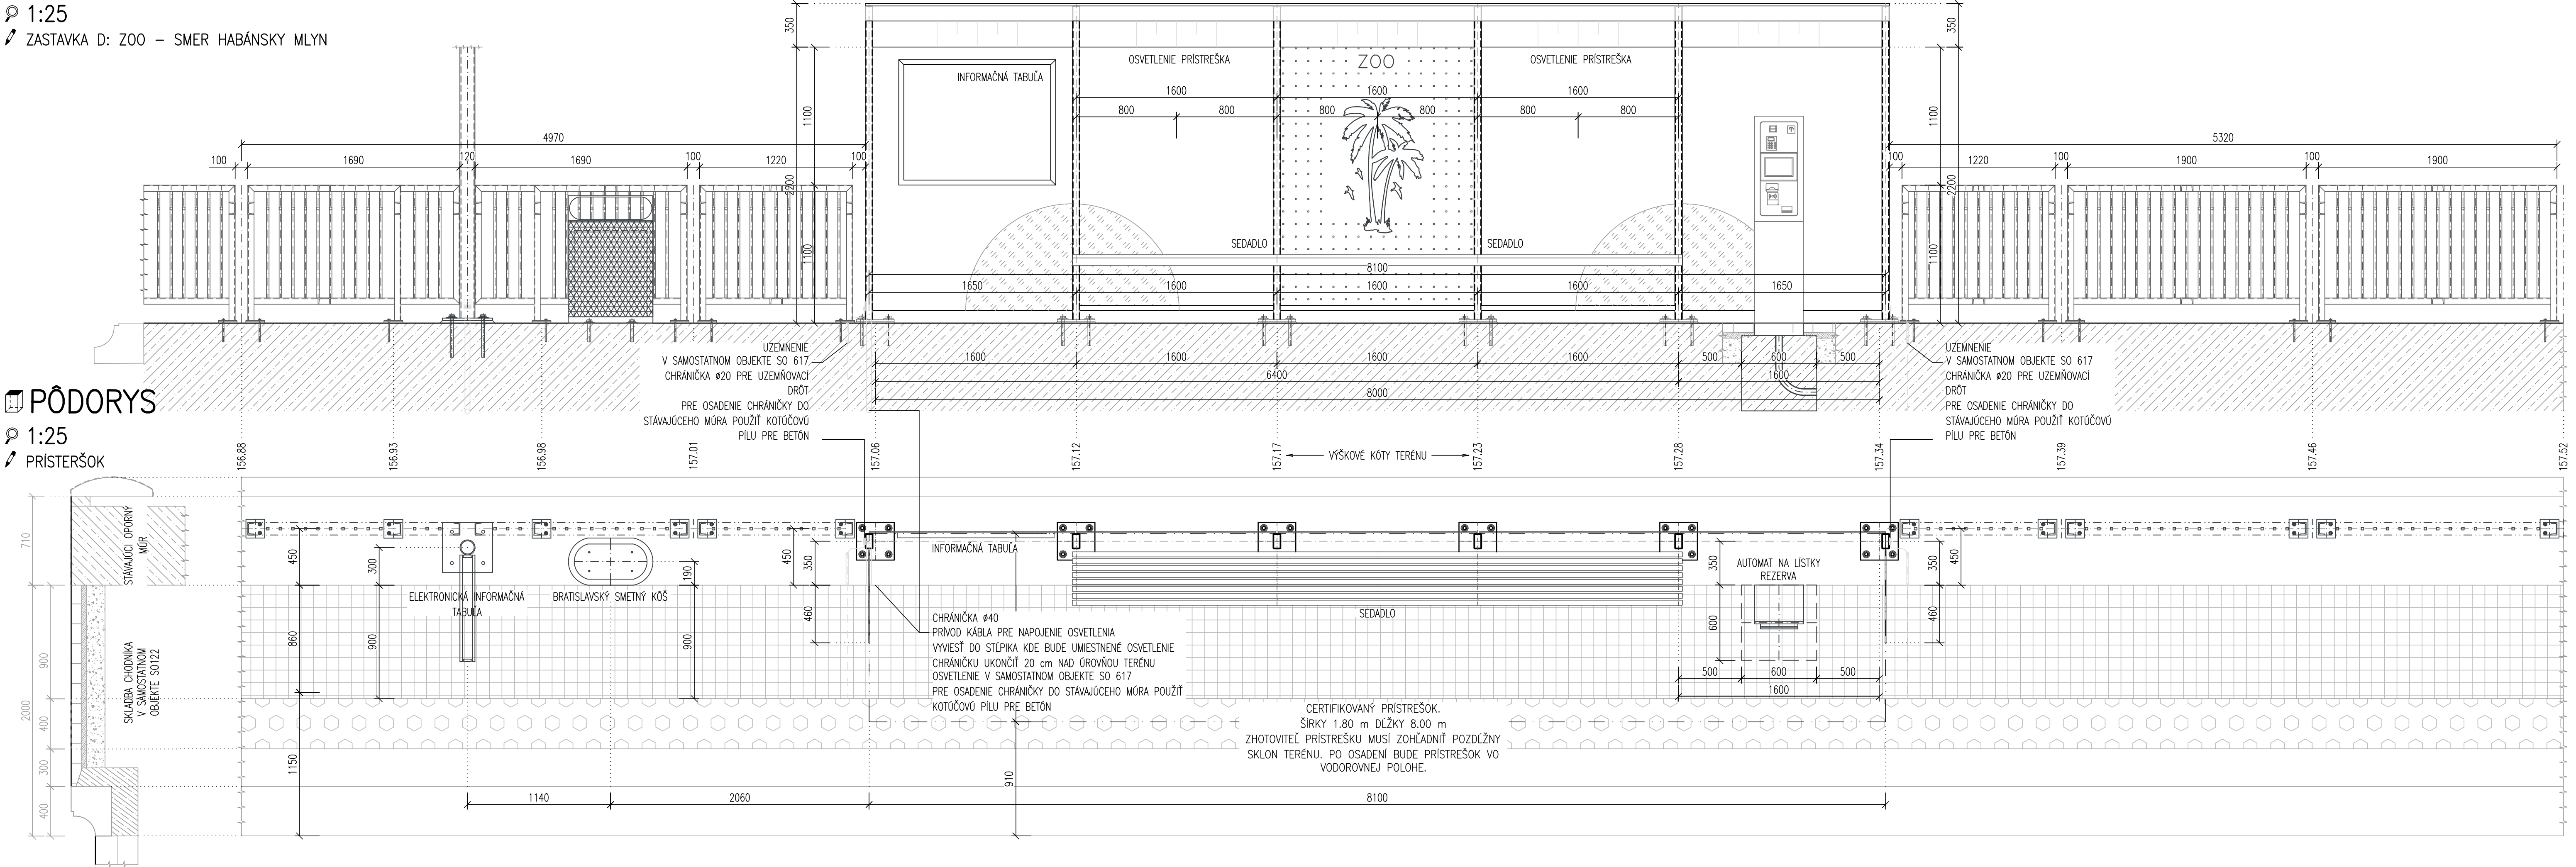 1:25
ZASTAVKA D: ZOO – SMER HABÁNSKY MLYN
350
350
OSVETLENIE PRÍSTREŠKA
ZOO
OSVETLENIE PRÍSTREŠKA
INFORMAČNÁ TABUĽA
1600
1600
1600
800
800
800
800
800
800
1100
1100
4970
5320
100
1690
120
1690
100
1220
100
100
1220
100
1900
100
1900
2200
2200
SEDADLO
SEDADLO
1100
1100
8100
1650
1600
1600
1600
1650
UZEMNENIE
V SAMOSTATNOM OBJEKTE SO 617
CHRÁNIČKA ø20 PRE UZEMŇOVACÍ
DRÔT
PRE OSADENIE CHRÁNIČKY DO
STÁVAJÚCEHO MÚRA POUŽIŤ KOTÚČOVÚ
PÍLU PRE BETÓN
1600
1600
1600
1600
500
600
500
6400
1600
8000
UZEMNENIE
V SAMOSTATNOM OBJEKTE SO 617
CHRÁNIČKA ø20 PRE UZEMŇOVACÍ
DRÔT
PRE OSADENIE CHRÁNIČKY DO
STÁVAJÚCEHO MÚRA POUŽIŤ KOTÚČOVÚ
PÍLU PRE BETÓN
PÔDORYS
1:25
PRÍSTERŠOK
156.88
156.93
156.98
157.01
157.06
157.12
157.17
VÝŠKOVÉ KÓTY TERÉNU
157.23
157.28
157.34
157.39
157.46
157.52
710
STÁVAJÚCI OPORNÝ
MÚR
450
300
190
450
350
INFORMAČNÁ TABUĽA
350
AUTOMAT NA LÍSTKY
REZERVA
350
450
ELEKTRONICKÁ INFORMAČNÁ
TABUĽA
BRATISLAVSKÝ SMETNÝ KÔŠ
SEDADLO
860
900
900
460
600
460
CHRÁNIČKA ø40
PRÍVOD KÁBLA PRE NAPOJENIE OSVETLENIA
VYVIESŤ DO STĹPIKA KDE BUDE UMIESTNENÉ OSVETLENIE
CHRÁNIČKU UKONČIŤ 20 cm NAD ÚROVŇOU TERÉNU
OSVETLENIE V SAMOSTATNOM OBJEKTE SO 617
PRE OSADENIE CHRÁNIČKY DO STÁVAJÚCEHO MÚRA POUŽIŤ
KOTÚČOVÚ PÍLU PRE BETÓN
500
600
500
1600
2000
900
400
300
400
SKLADBA CHODNÍKA
V SAMOSTATNOM
OBJEKTE SO122
CERTIFIKOVANÝ PRÍSTREŠOK.
ŠÍRKY 1.80 m DĹŽKY 8.00 m
ZHOTOVITEĽ PRÍSTREŠKU MUSÍ ZOHĽADNIŤ POZDĹŽNY
SKLON TERÉNU. PO OSADENÍ BUDE PRÍSTREŠOK VO
VODOROVNEJ POLOHE.
1150
910
1140
2060
8100